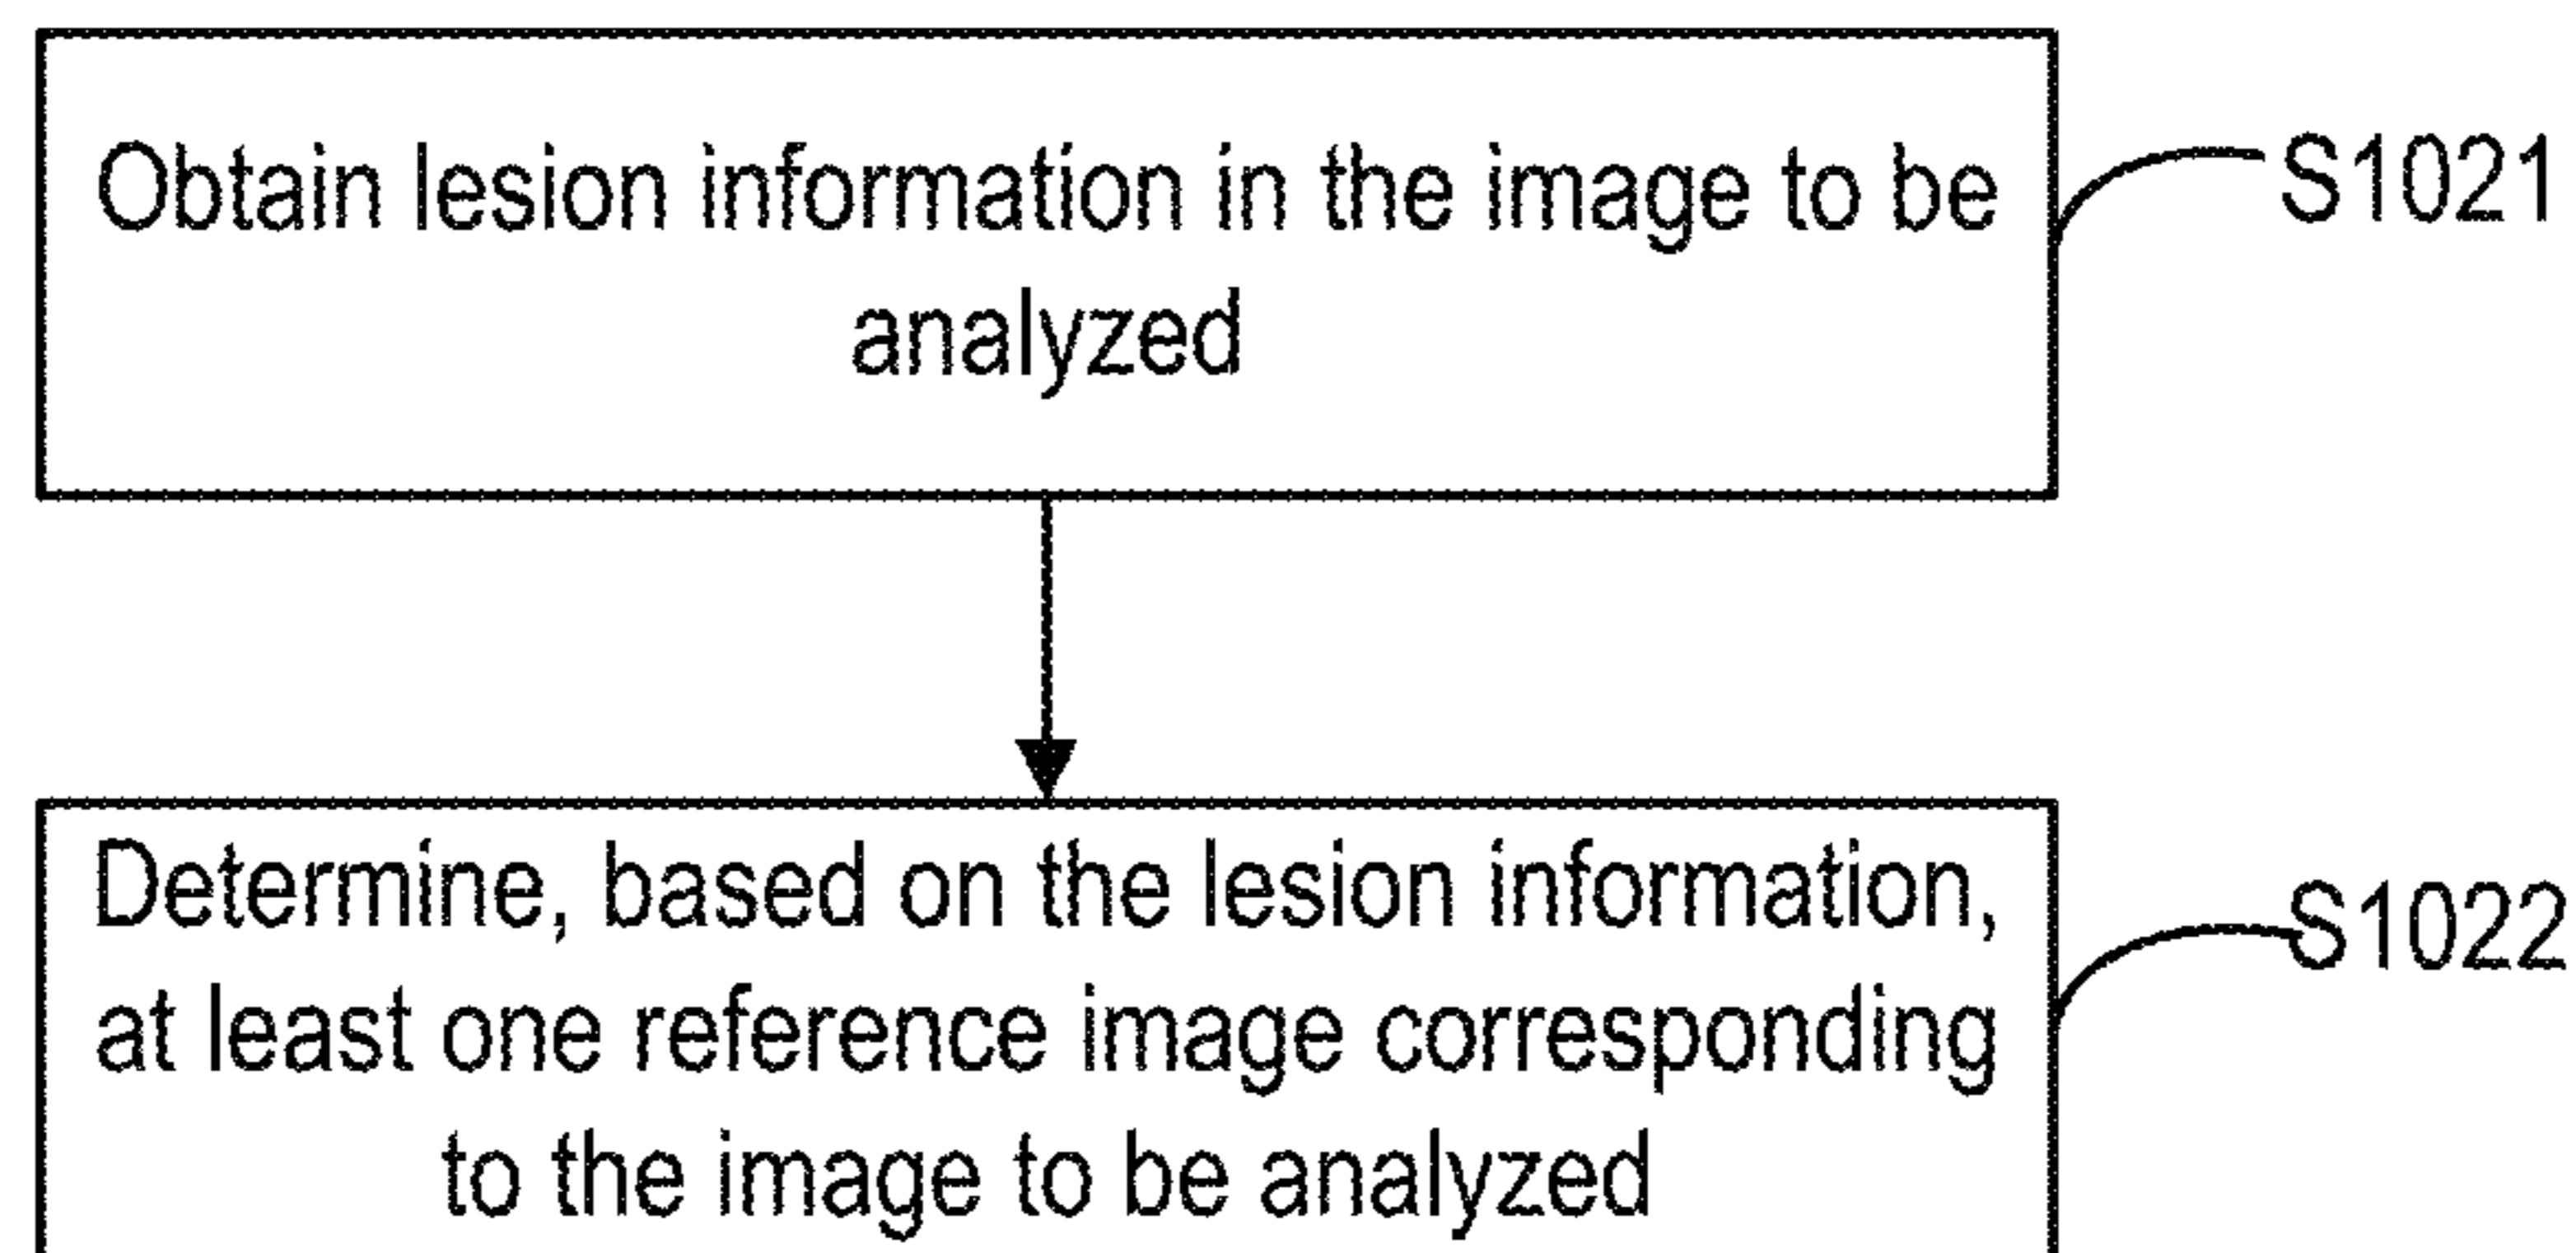 Obtain lesion information in the image to be
analyzed
S1021
Determine, based on the lesion information,
at least one reference image corresponding
to the image to be analyzed
S1022